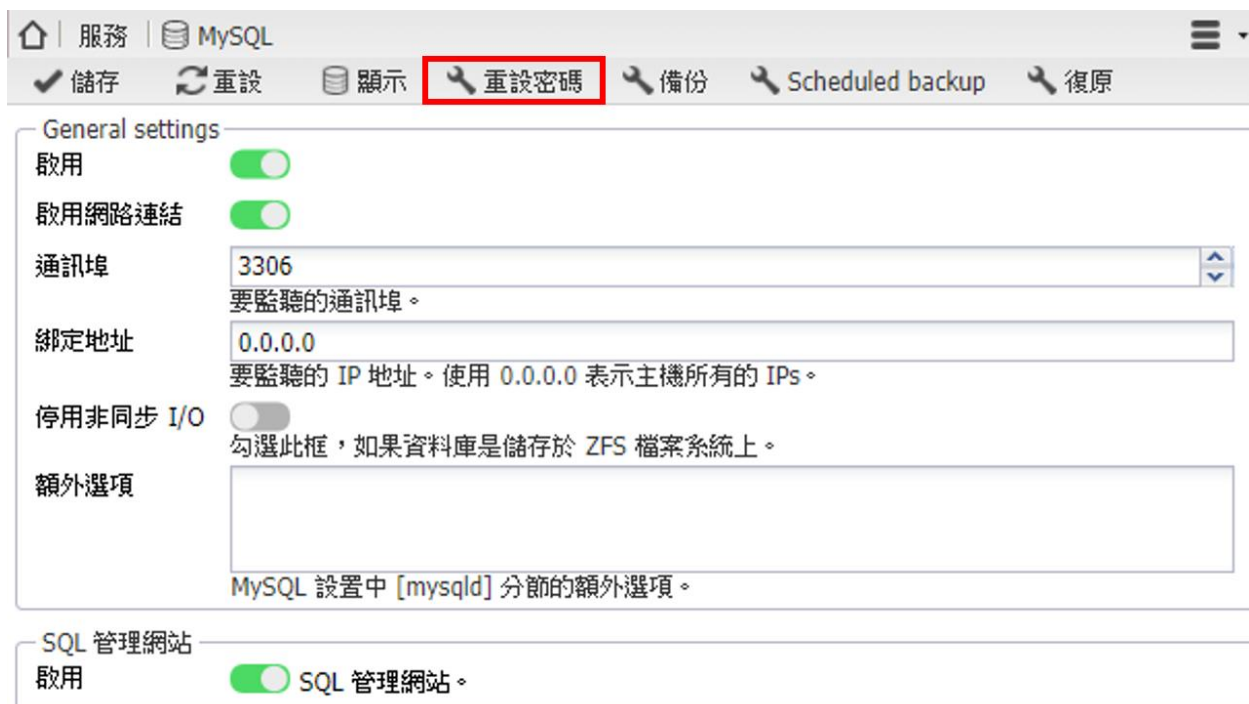 服務 MySQL
儲存 重設 顯示 重設密碼 備份 Scheduled backup 復原
General settings
啟用
啟用網路連結
通訊埠 3306
要監聽的通訊埠。
綁定地址 0.0.0.0
要監聽的 IP 地址。使用 0.0.0.0 表示主機所有的 IPs。
停用非同步 I/O
勾選此框，如果資料庫是儲存於 ZFS 檔案系統上。
額外選項
MySQL 設置中 [mysqld] 分節的額外選項。
SQL 管理網站
啟用 SQL 管理網站。